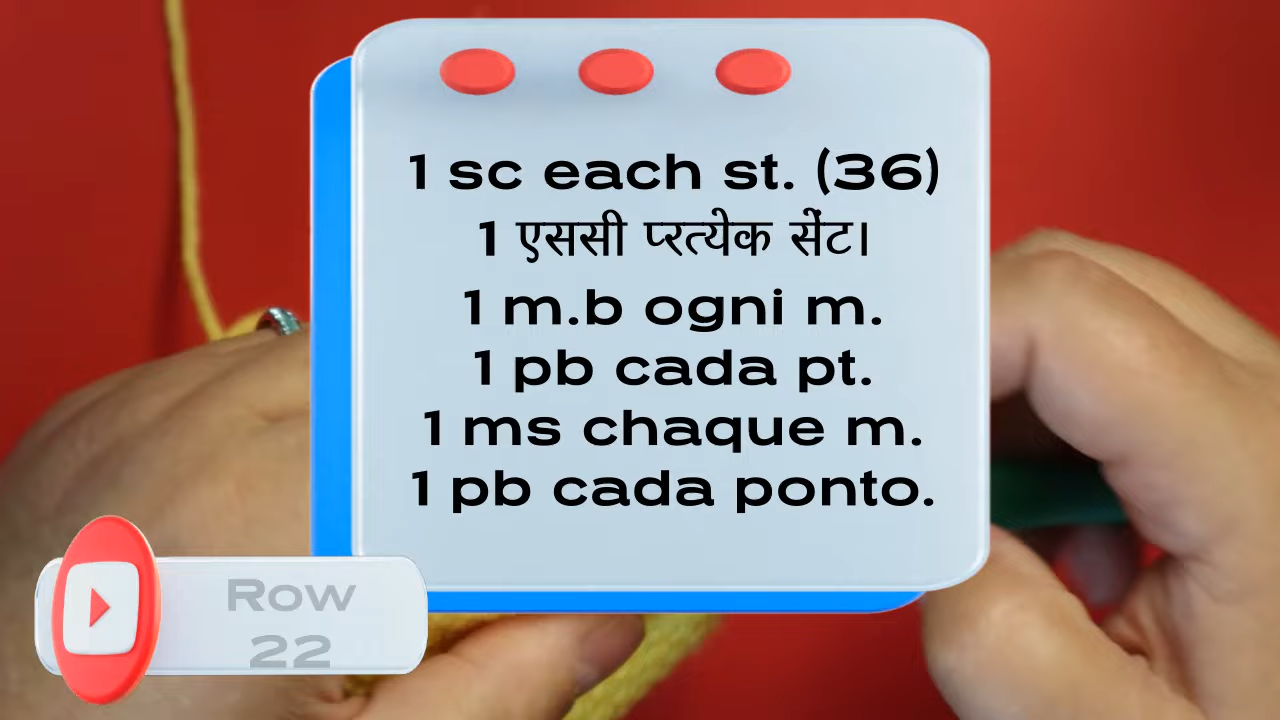 1 sc each st. (36)
1 एससी प्रत्येक सेंट।
1 m.b ogni m.
1 pb cada pt.
1 ms chaque m.
1 pb cada ponto.
Row
22